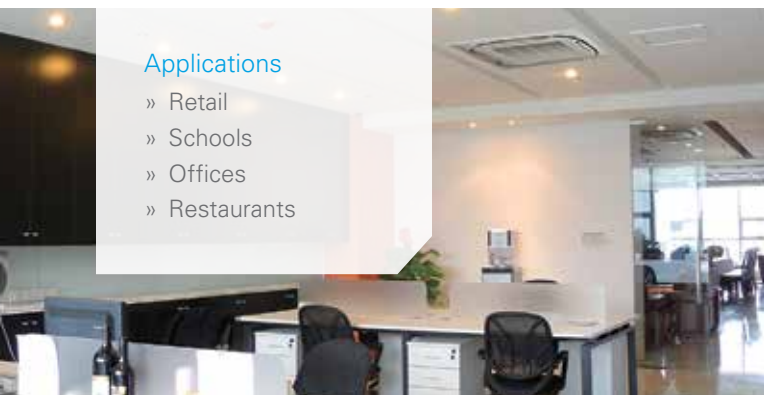 Applications
» Retail
» Schools
» Offices
» Restaurants